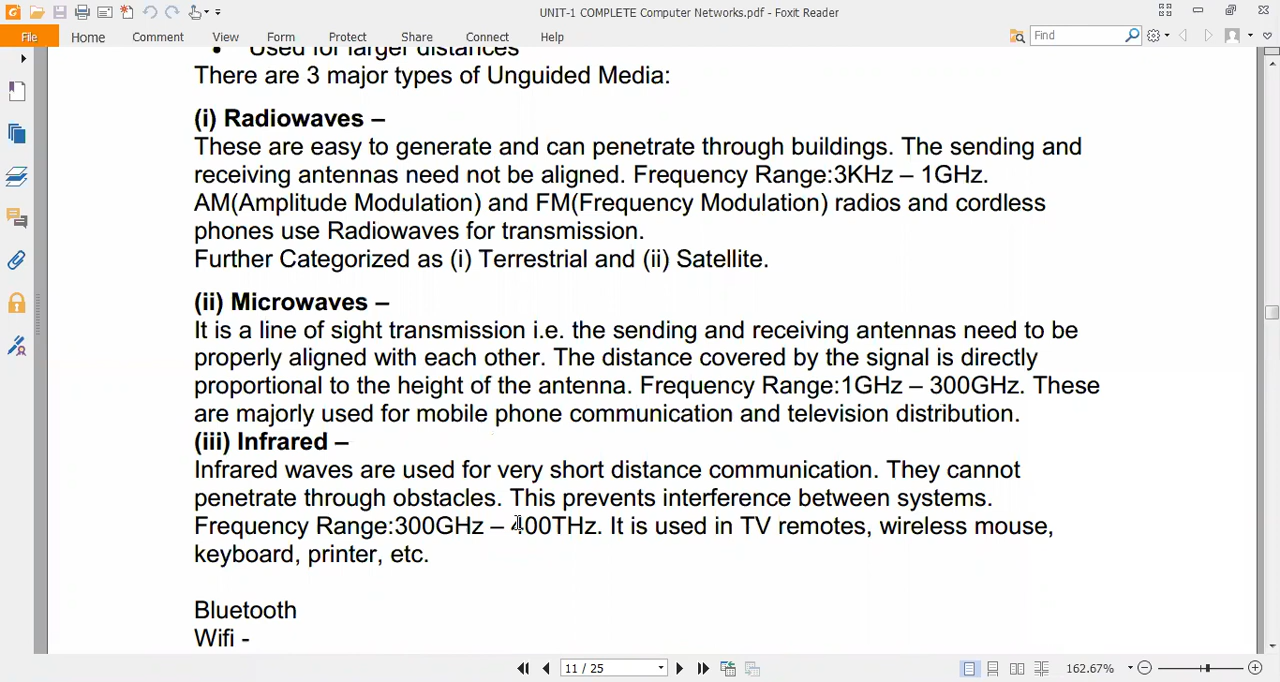 UNIT-1 COMPLETE Computer Networks.pdf - Foxit Reader
File Home Comment View Form Protect Share Connect Help Find
• Used for larger distances
There are 3 major types of Unguided Media:
(i) Radiowaves –
These are easy to generate and can penetrate through buildings. The sending and
receiving antennas need not be aligned. Frequency Range:3KHz – 1GHz.
AM(Amplitude Modulation) and FM(Frequency Modulation) radios and cordless
phones use Radiowaves for transmission.
Further Categorized as (i) Terrestrial and (ii) Satellite.
(ii) Microwaves –
It is a line of sight transmission i.e. the sending and receiving antennas need to be
properly aligned with each other. The distance covered by the signal is directly
proportional to the height of the antenna. Frequency Range:1GHz – 300GHz. These
are majorly used for mobile phone communication and television distribution.
(iii) Infrared –
Infrared waves are used for very short distance communication. They cannot
penetrate through obstacles. This prevents interference between systems.
Frequency Range:300GHz – 400THz. It is used in TV remotes, wireless mouse,
keyboard, printer, etc.
Bluetooth
Wifi -
11 / 25 162.67%